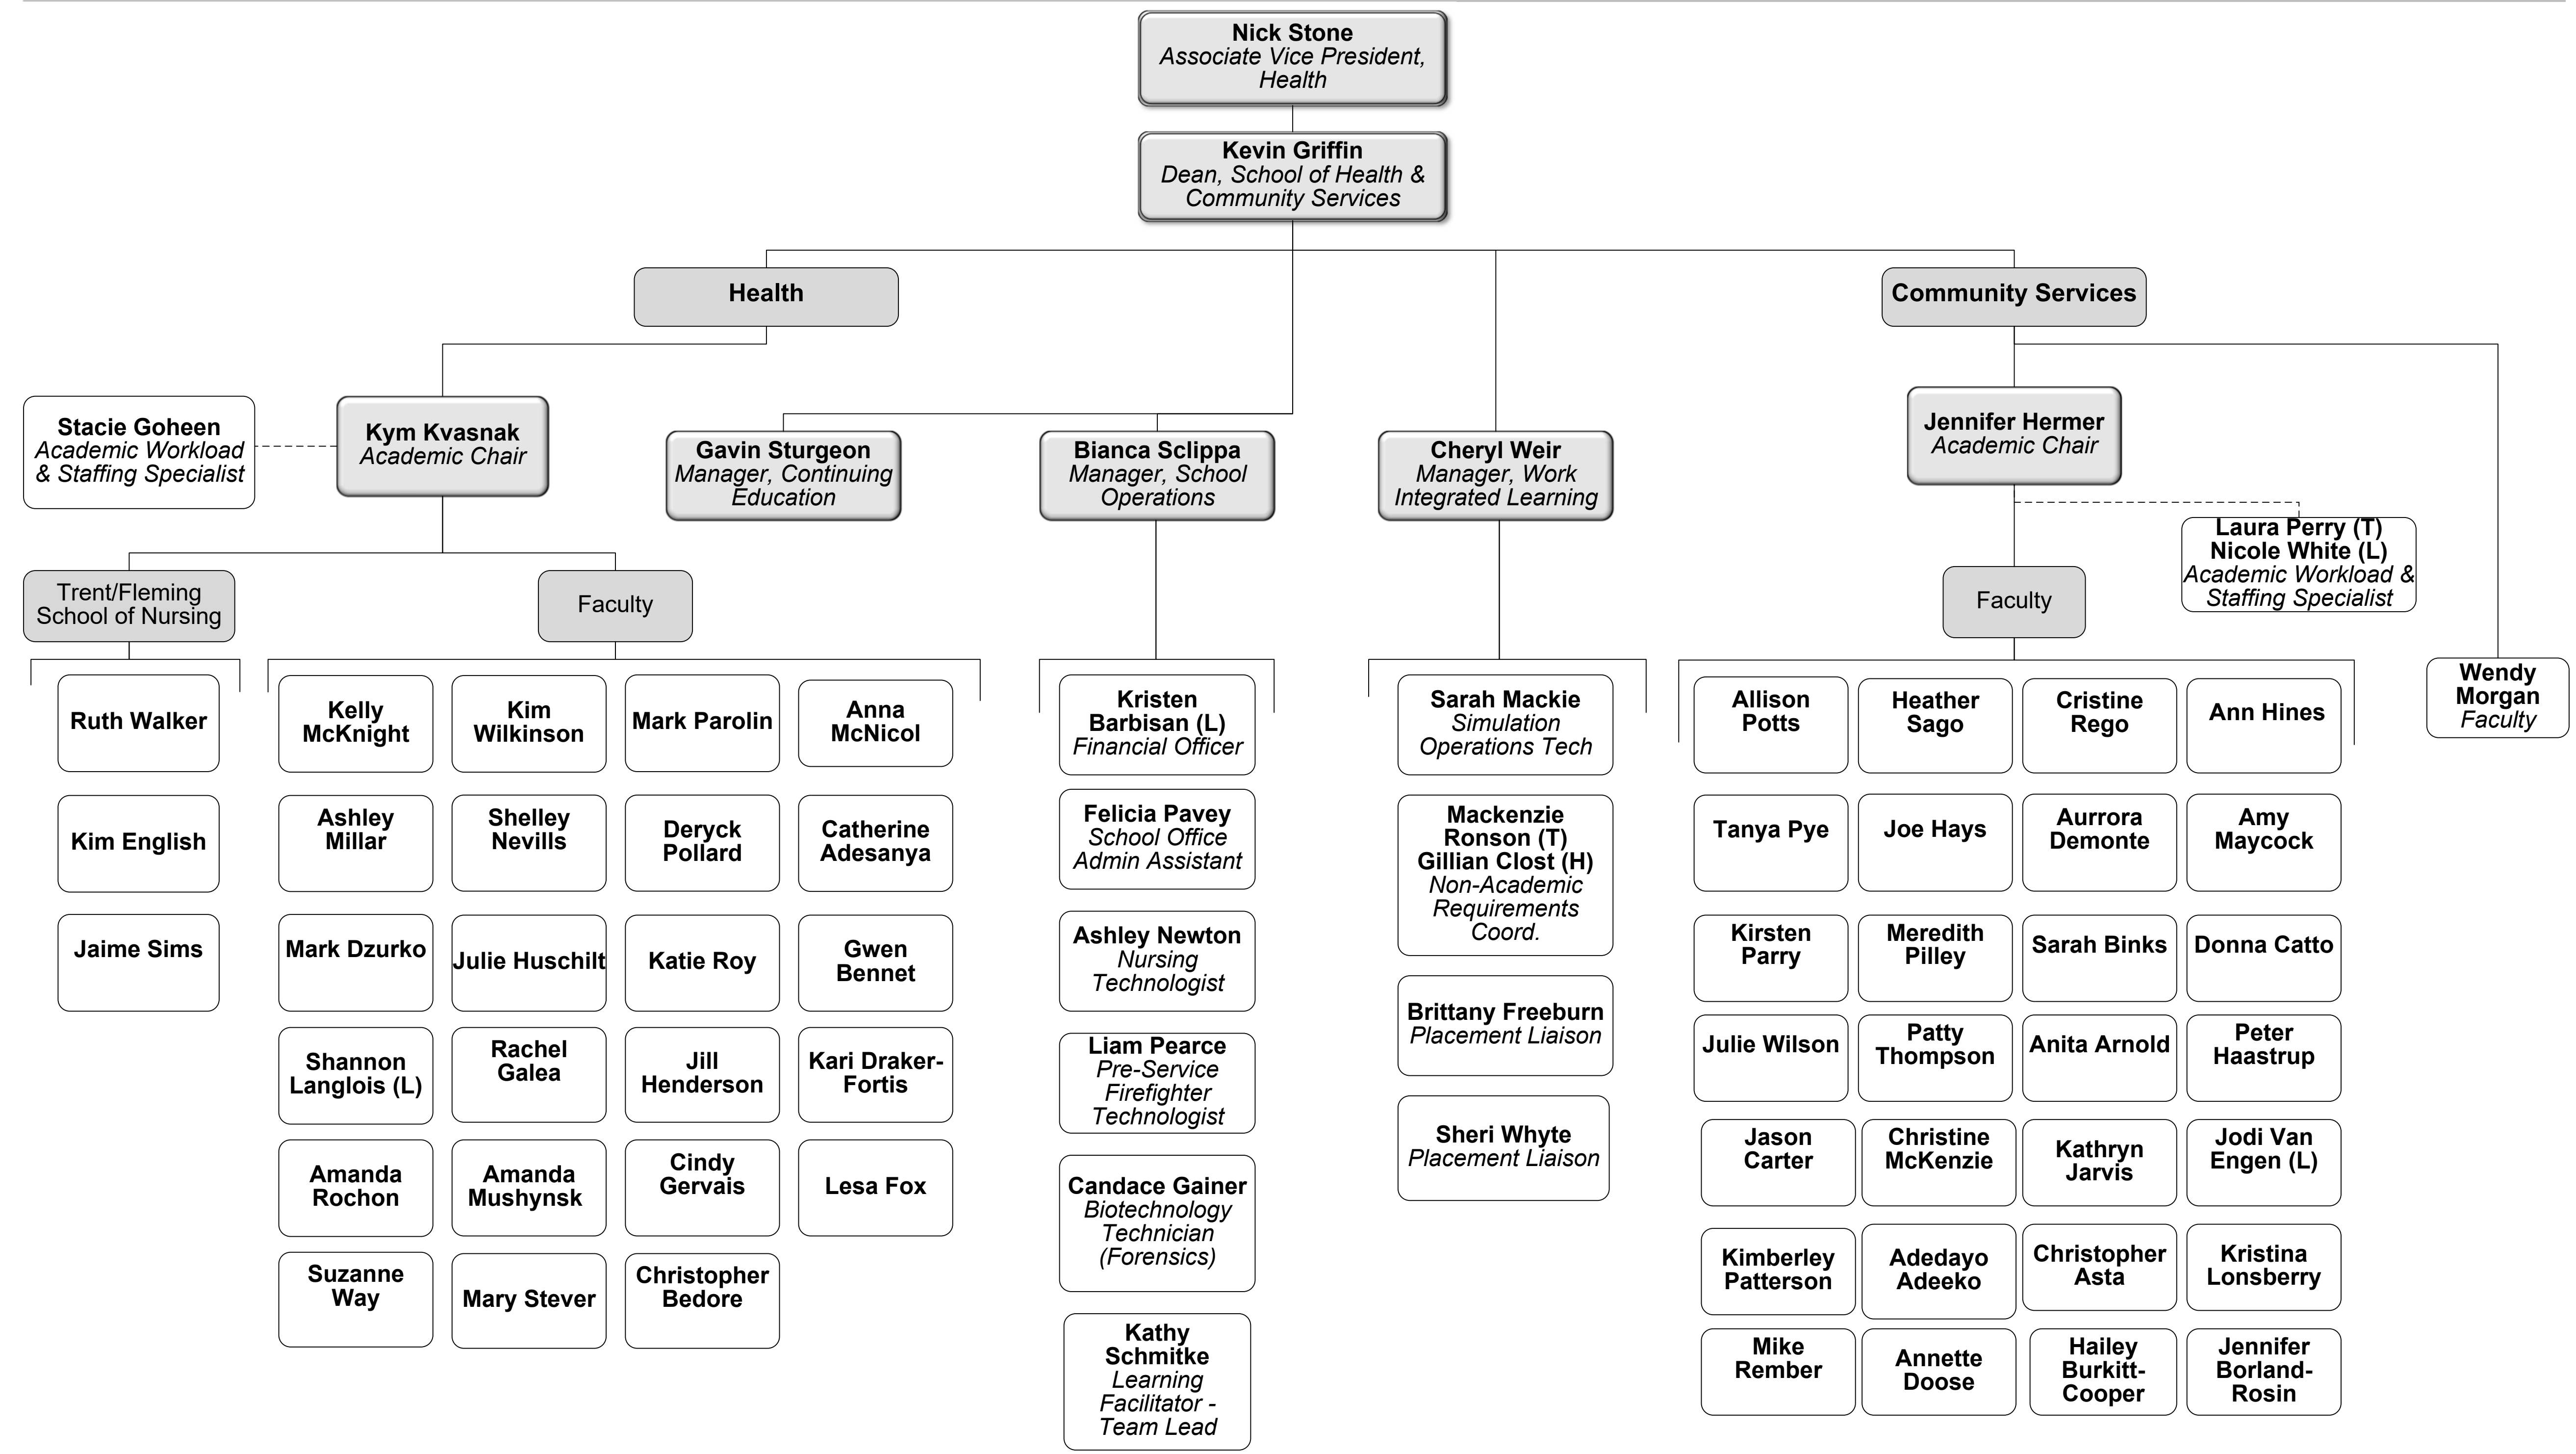 Nick Stone
Associate Vice President,
Health
Kevin Griffin
Dean, School of Health &
Community Services
Health
Community Services
Stacie Goheen
Academic Workload
& Staffing Specialist
Kym Kvasnak
Academic Chair
Gavin Sturgeon
Manager, Continuing
Education
Bianca Sclippa
Manager, School
Operations
Cheryl Weir
Manager, Work
Integrated Learning
Jennifer Hermer
Academic Chair
Laura Perry (T)
Nicole White (L)
Academic Workload &
Staffing Specialist
Trent/Fleming
School of Nursing
Faculty
Faculty
Wendy
Morgan
Faculty
Ruth Walker
Kim English
Jaime Sims
Kelly
McKnight
Kim
Wilkinson
Mark Parolin
Anna
McNicol
Ashley
Millar
Shelley
Nevills
Deryck
Pollard
Catherine
Adesanya
Mark Dzurko
Julie Huschilt
Katie Roy
Gwen
Bennet
Shannon
Langlois (L)
Rachel
Galea
Jill
Henderson
Kari Draker-
Fortis
Amanda
Rochon
Amanda
Mushynsk
Cindy
Gervais
Lesa Fox
Suzanne
Way
Mary Stever
Christopher
Bedore
Kristen
Barbisan (L)
Financial Officer
Felicia Pavey
School Office
Admin Assistant
Ashley Newton
Nursing
Technologist
Liam Pearce
Pre-Service
Firefighter
Technologist
Candace Gainer
Biotechnology
Technician
(Forensics)
Kathy
Schmitke
Learning
Facilitator -
Team Lead
Sarah Mackie
Simulation
Operations Tech
Mackenzie
Ronson (T)
Gillian Clost (H)
Non-Academic
Requirements
Coord.
Brittany Freeburn
Placement Liaison
Sheri Whyte
Placement Liaison
Allison
Potts
Heather
Sago
Cristine
Rego
Ann Hines
Tanya Pye
Joe Hays
Aurrora
Demonte
Amy
Maycock
Kirsten
Parry
Meredith
Pilley
Sarah Binks
Donna Catto
Julie Wilson
Patty
Thompson
Anita Arnold
Peter
Haastrup
Jason
Carter
Christine
McKenzie
Kathryn
Jarvis
Jodi Van
Engen (L)
Kimberley
Patterson
Adedayo
Adeeko
Christopher
Asta
Kristina
Lonsberry
Mike
Rember
Annette
Doose
Hailey
Burkitt-
Cooper
Jennifer
Borland-
Rosin